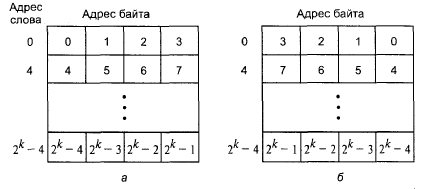 Адрес слова Адрес байта Адрес байта
0 0 1 2 3 0 3 2 1 0
4 4 5 6 7 4 7 6 5 4
2^k – 4 2^k – 4 2^k – 3 2^k – 2 2^k – 1 2^k – 4 2^k – 1 2^k – 2 2^k – 3 2^k – 4
а б